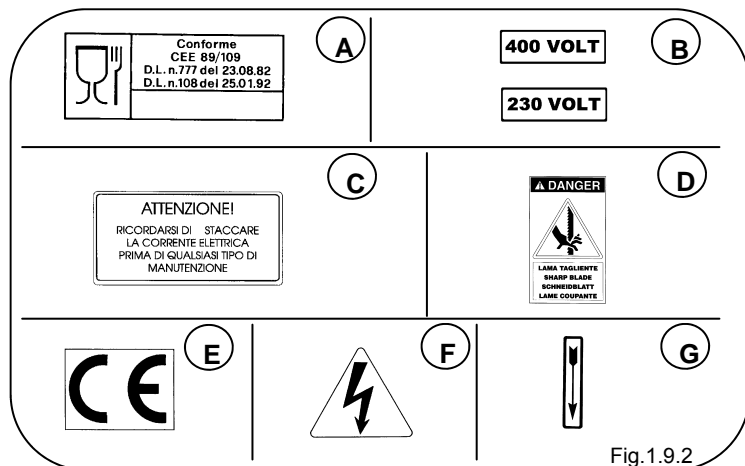 Conforme
CEE 89/109
D.L. n.777 del 23.08.82
D.L. n.108 del 25.01.92
A
400 VOLT
230 VOLT
B
ATTENZIONE!
RICORDARSI DI STACCARE
LA CORRENTE ELETTRICA
PRIMA DI QUALSIASI TIPO DI
MANUTENZIONE
C
DANGER
LAMA TAGLIENTE
SHARP BLADE
SCHNEIDBLATT
LAME COUPANTE
D
CE
E
F
G
Fig.1.9.2